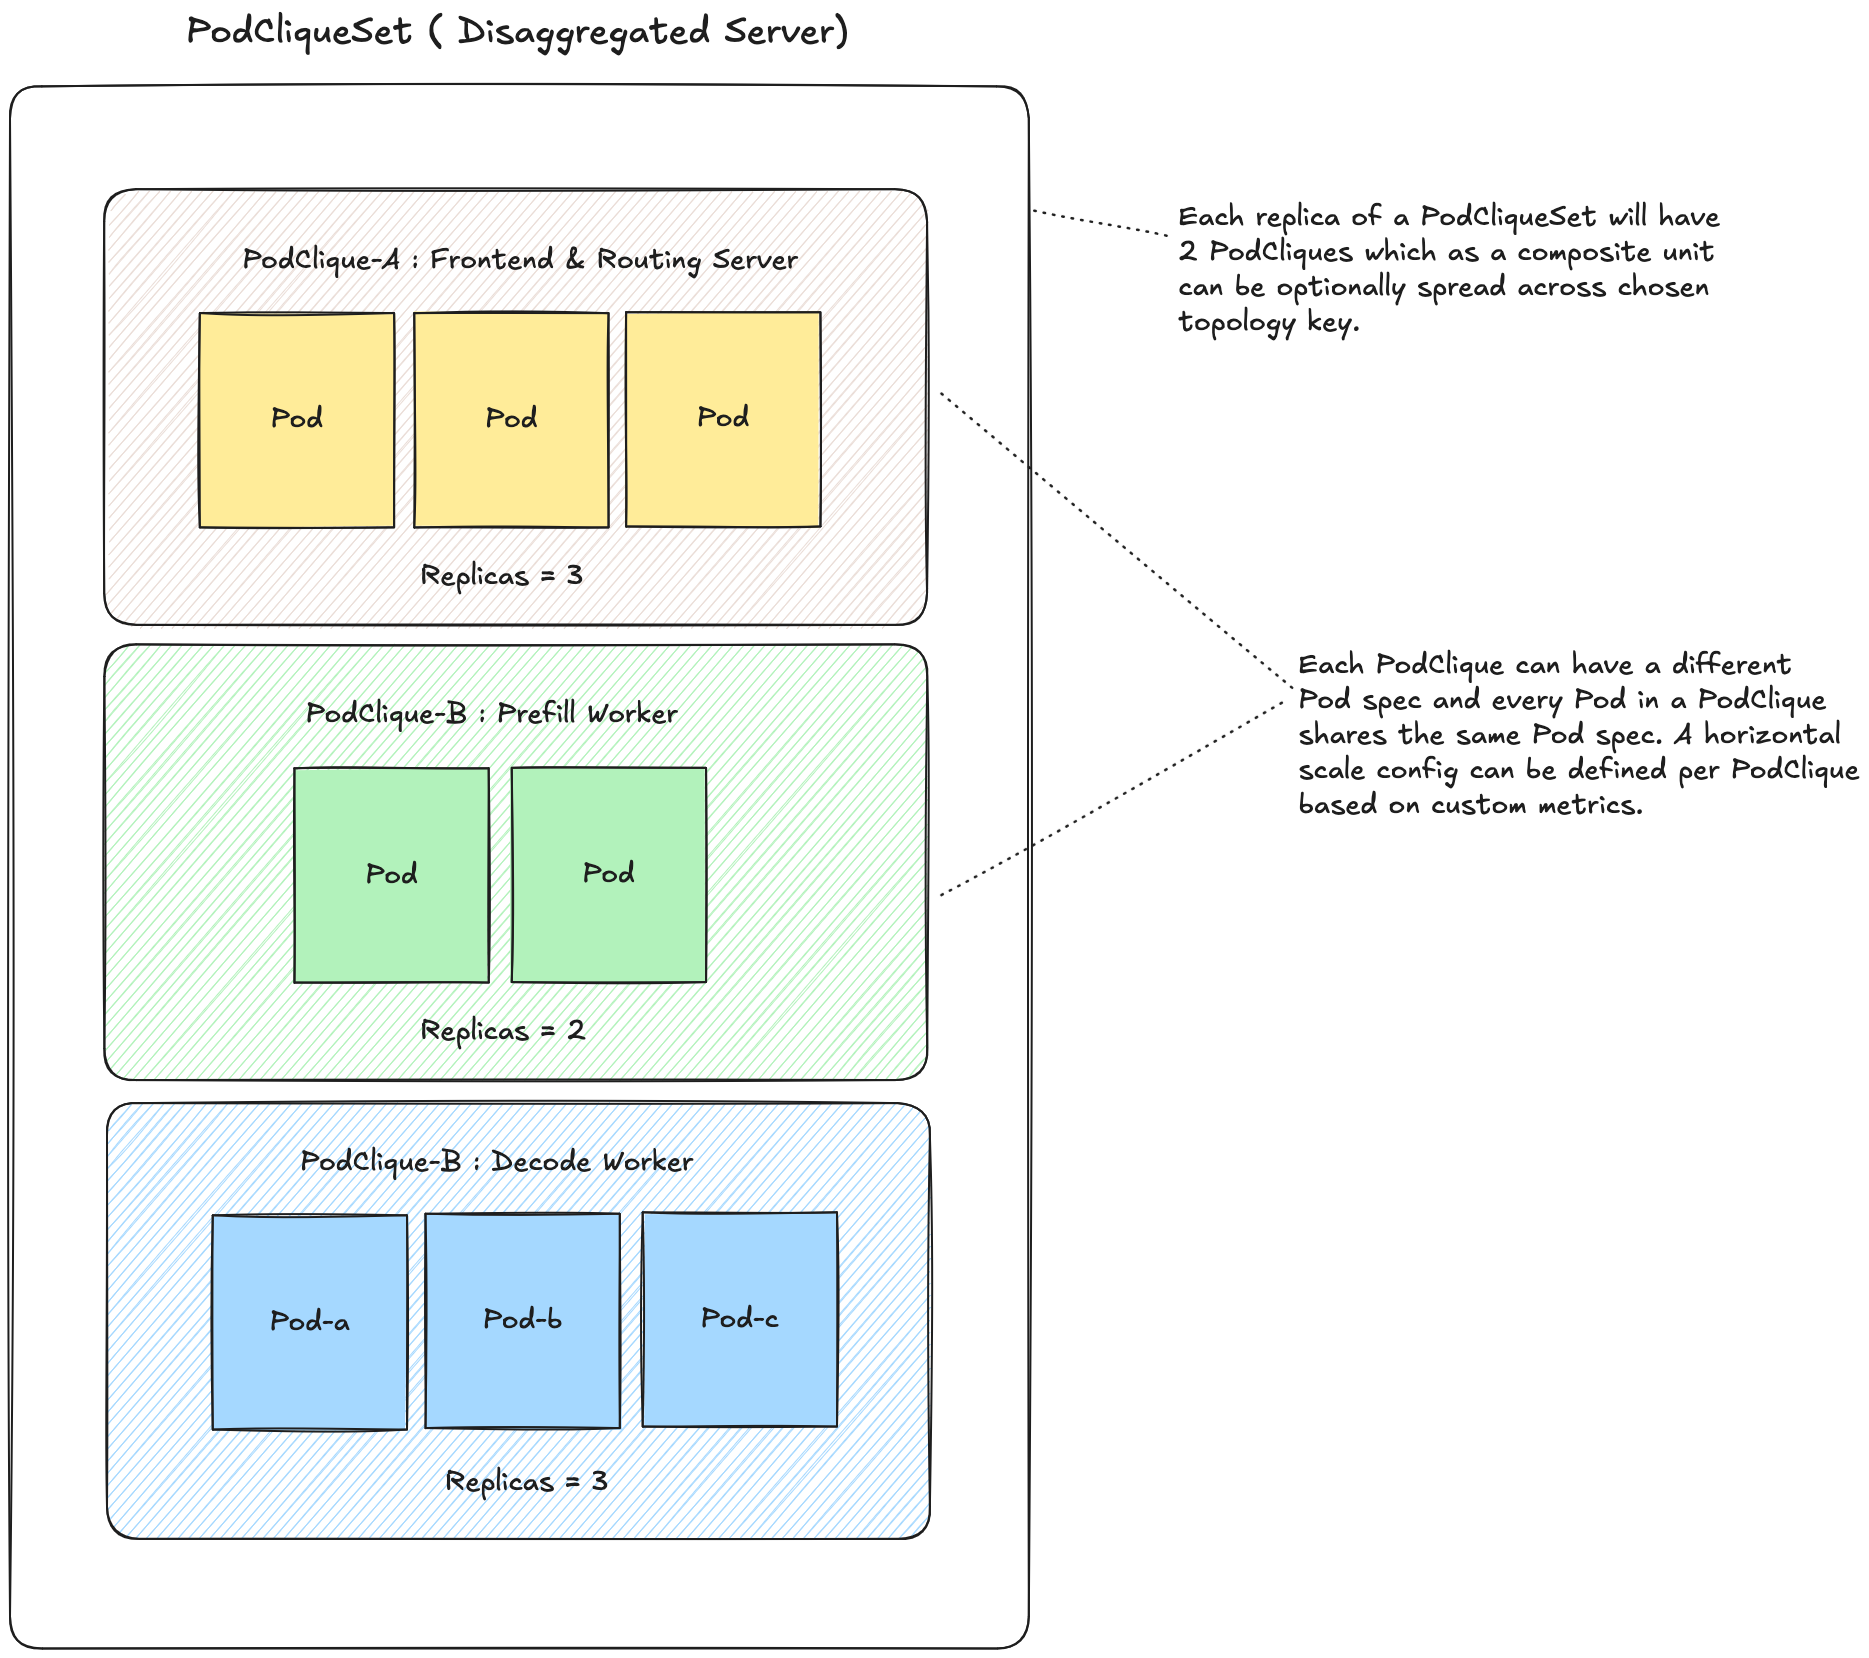 PodCliqueSet ( Disaggregated Server)
PodClique-A : Frontend & Routing Server
Pod
Pod
Pod
Replicas = 3
Each replica of a PodCliqueSet will have
2 PodCliques which as a composite unit
can be optionally spread across chosen
topology key.
PodClique-B : Prefill Worker
Pod
Pod
Replicas = 2
Each PodClique can have a different
Pod spec and every Pod in a PodClique
shares the same Pod spec. A horizontal
scale config can be defined per PodClique
based on custom metrics.
PodClique-B : Decode Worker
Pod-a
Pod-b
Pod-c
Replicas = 3